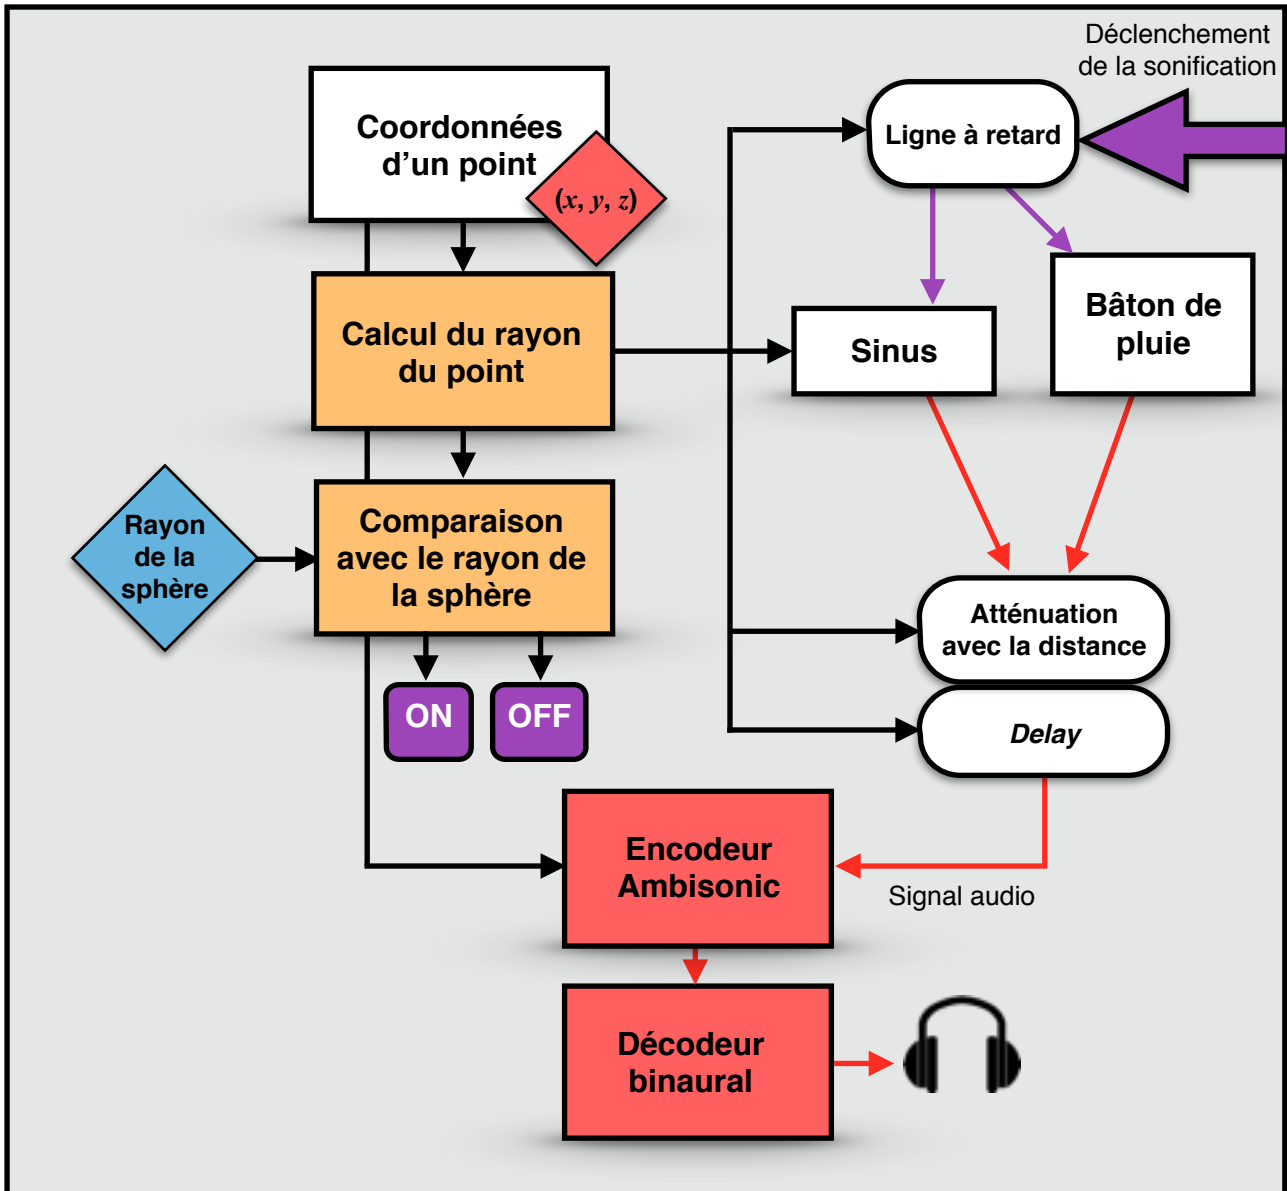 Déclenchement
de la sonification
Coordonnées
d'un point
(x, y, z)
Ligne à retard
Calcul du rayon
du point
Sinus
Bâton de
pluie
Rayon
de la
sphère
Comparaison
avec le rayon de
la sphère
ON
OFF
Atténuation
avec la distance
Delay
Encodeur
Ambisonic
Signal audio
Décodeur
binaural